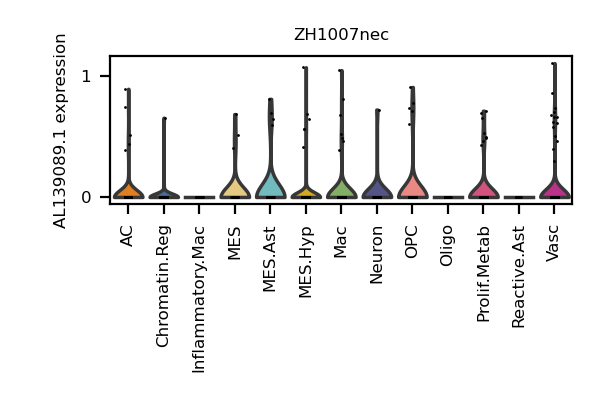 ZH1007nec
AL139089.1 expression
1
0
AC
Chromatin.Reg
Inflammatory.Mac
MES
MES.Ast
MES.Hyp
Mac
Neuron
OPC
Oligo
Prolif.Metab
Reactive.Ast
Vasc